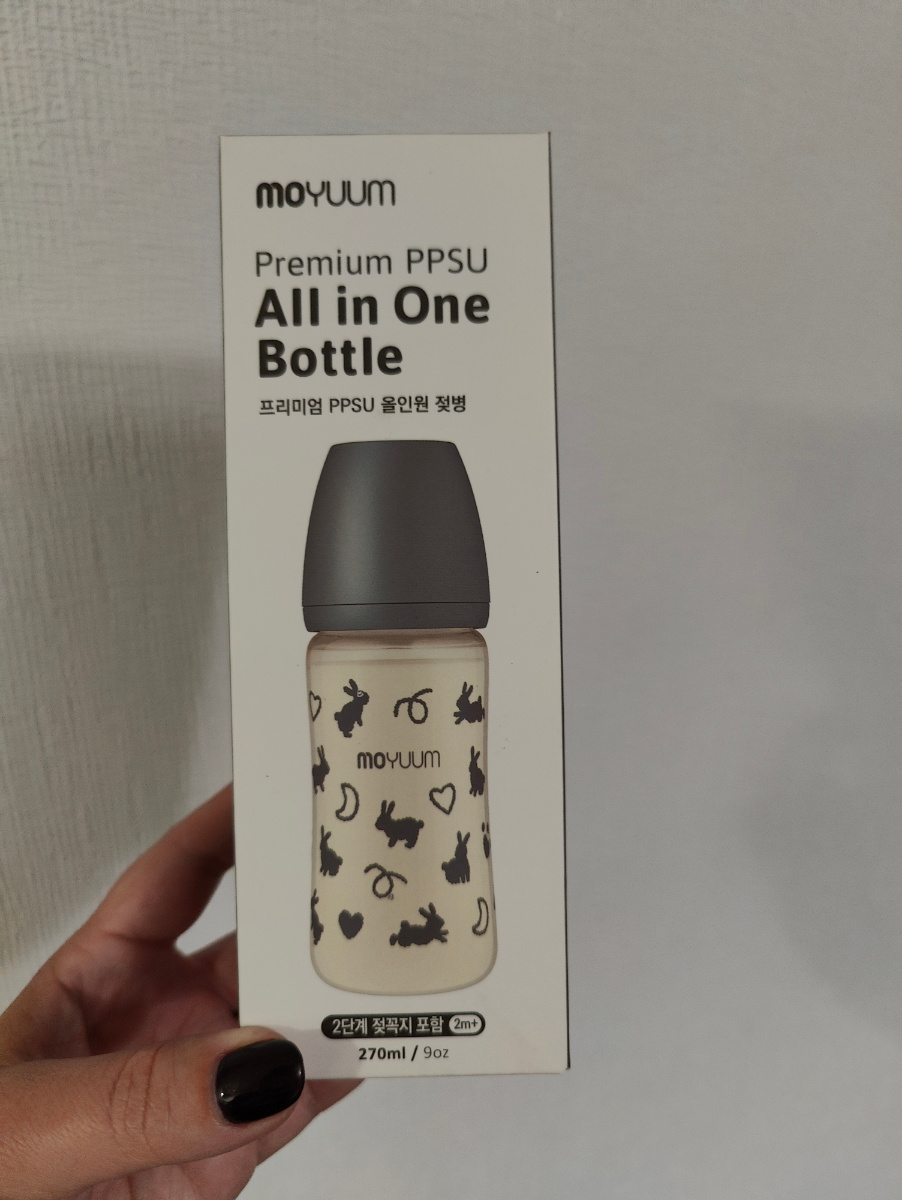 moyuum
Premium PPSU
All in One
Bottle
프리미엄 PPSU 올인원 젖병
moyuum
2단계 젖꼭지 포함 2m+
270ml / 9oz